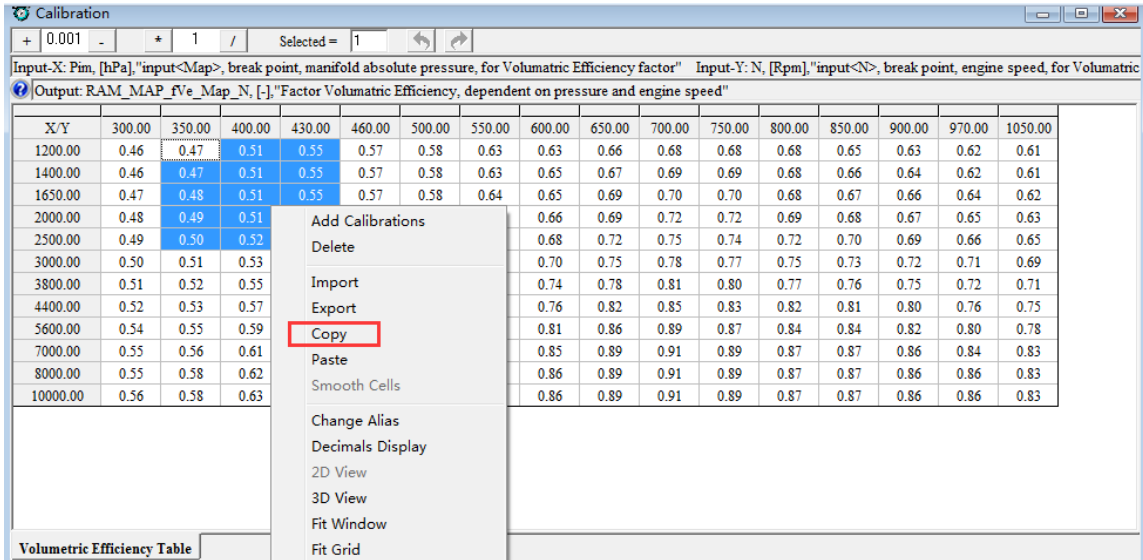 Calibration
+ 0.001 - * 1 / Selected = 1
Input-X: Pim, [hPa],"input<Map>, break point, manifold absolute pressure, for Volumatric Efficiency factor" Input-Y: N, [Rpm],"input<N>, break point, engine speed, for Volumatric
Output: RAM_MAP_fVe_Map_N, [-],"Factor Volumatric Efficiency, dependent on pressure and engine speed"
X/Y 300.00 350.00 400.00 430.00 460.00 500.00 550.00 600.00 650.00 700.00 750.00 800.00 850.00 900.00 970.00 1050.00
1200.00 0.46 0.47 0.51 0.55 0.57 0.58 0.63 0.63 0.66 0.68 0.68 0.68 0.65 0.63 0.62 0.61
1400.00 0.46 0.47 0.51 0.55 0.57 0.58 0.63 0.65 0.67 0.69 0.69 0.68 0.66 0.64 0.62 0.61
1650.00 0.47 0.48 0.51 0.55 0.57 0.58 0.64 0.65 0.69 0.70 0.70 0.68 0.67 0.66 0.64 0.62
2000.00 0.48 0.49 0.51 0.66 0.69 0.72 0.72 0.69 0.68 0.67 0.65 0.63
2500.00 0.49 0.50 0.52 0.68 0.72 0.75 0.74 0.72 0.70 0.69 0.66 0.65
3000.00 0.50 0.51 0.53 0.70 0.75 0.78 0.77 0.75 0.73 0.72 0.71 0.69
3800.00 0.51 0.52 0.55 0.74 0.78 0.81 0.80 0.77 0.76 0.75 0.72 0.71
4400.00 0.52 0.53 0.57 0.76 0.82 0.85 0.83 0.82 0.81 0.80 0.76 0.75
5600.00 0.54 0.55 0.59 0.81 0.86 0.89 0.87 0.84 0.84 0.82 0.80 0.78
7000.00 0.55 0.56 0.61 0.85 0.89 0.91 0.89 0.87 0.87 0.86 0.84 0.83
8000.00 0.55 0.58 0.62 0.86 0.89 0.91 0.89 0.87 0.87 0.86 0.86 0.83
10000.00 0.56 0.58 0.63 0.86 0.89 0.91 0.89 0.87 0.87 0.86 0.86 0.83
Add Calibrations
Delete
Import
Export
Copy
Paste
Smooth Cells
Change Alias
Decimals Display
2D View
3D View
Fit Window
Fit Grid
Volumetric Efficiency Table